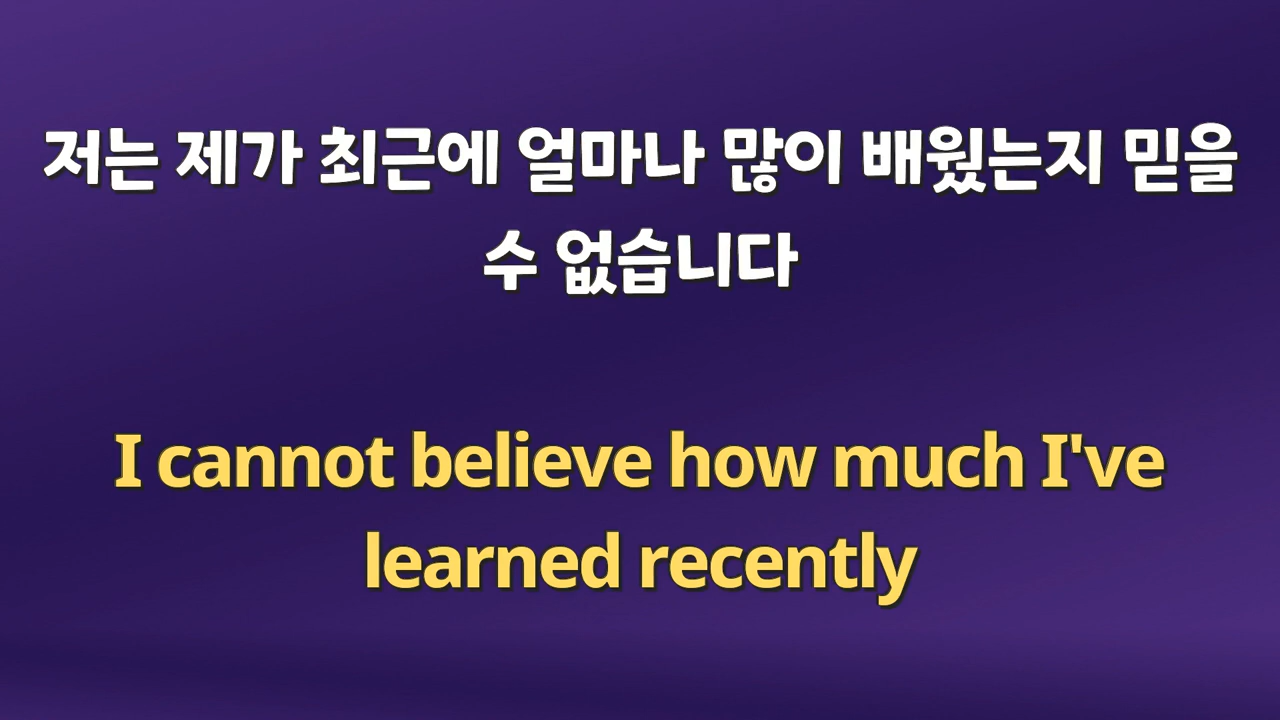 저는 제가 최근에 얼마나 많이 배웠는지 믿을
수 없습니다
I cannot believe how much I've
learned recently